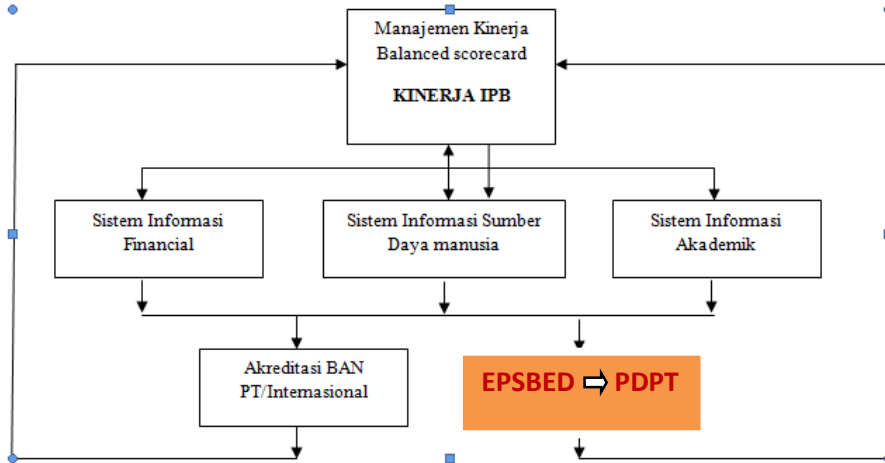 Manajemen Kinerja
Balanced scorecard
KINERJA IPB
Sistem Informasi
Financial
Sistem Informasi Sumber
Daya manusia
Sistem Informasi
Akademik
Akreditasi BAN
PT/Internasional
EPSBED ⇨ PDPT